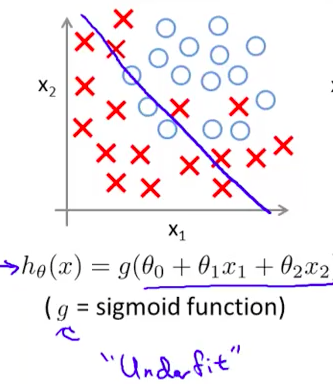 x₂
x
x₁
hθ(x) = g(θ₀ + θ₁x₁ + θ₂x₂)
( g = sigmoid function)
"Underfit"